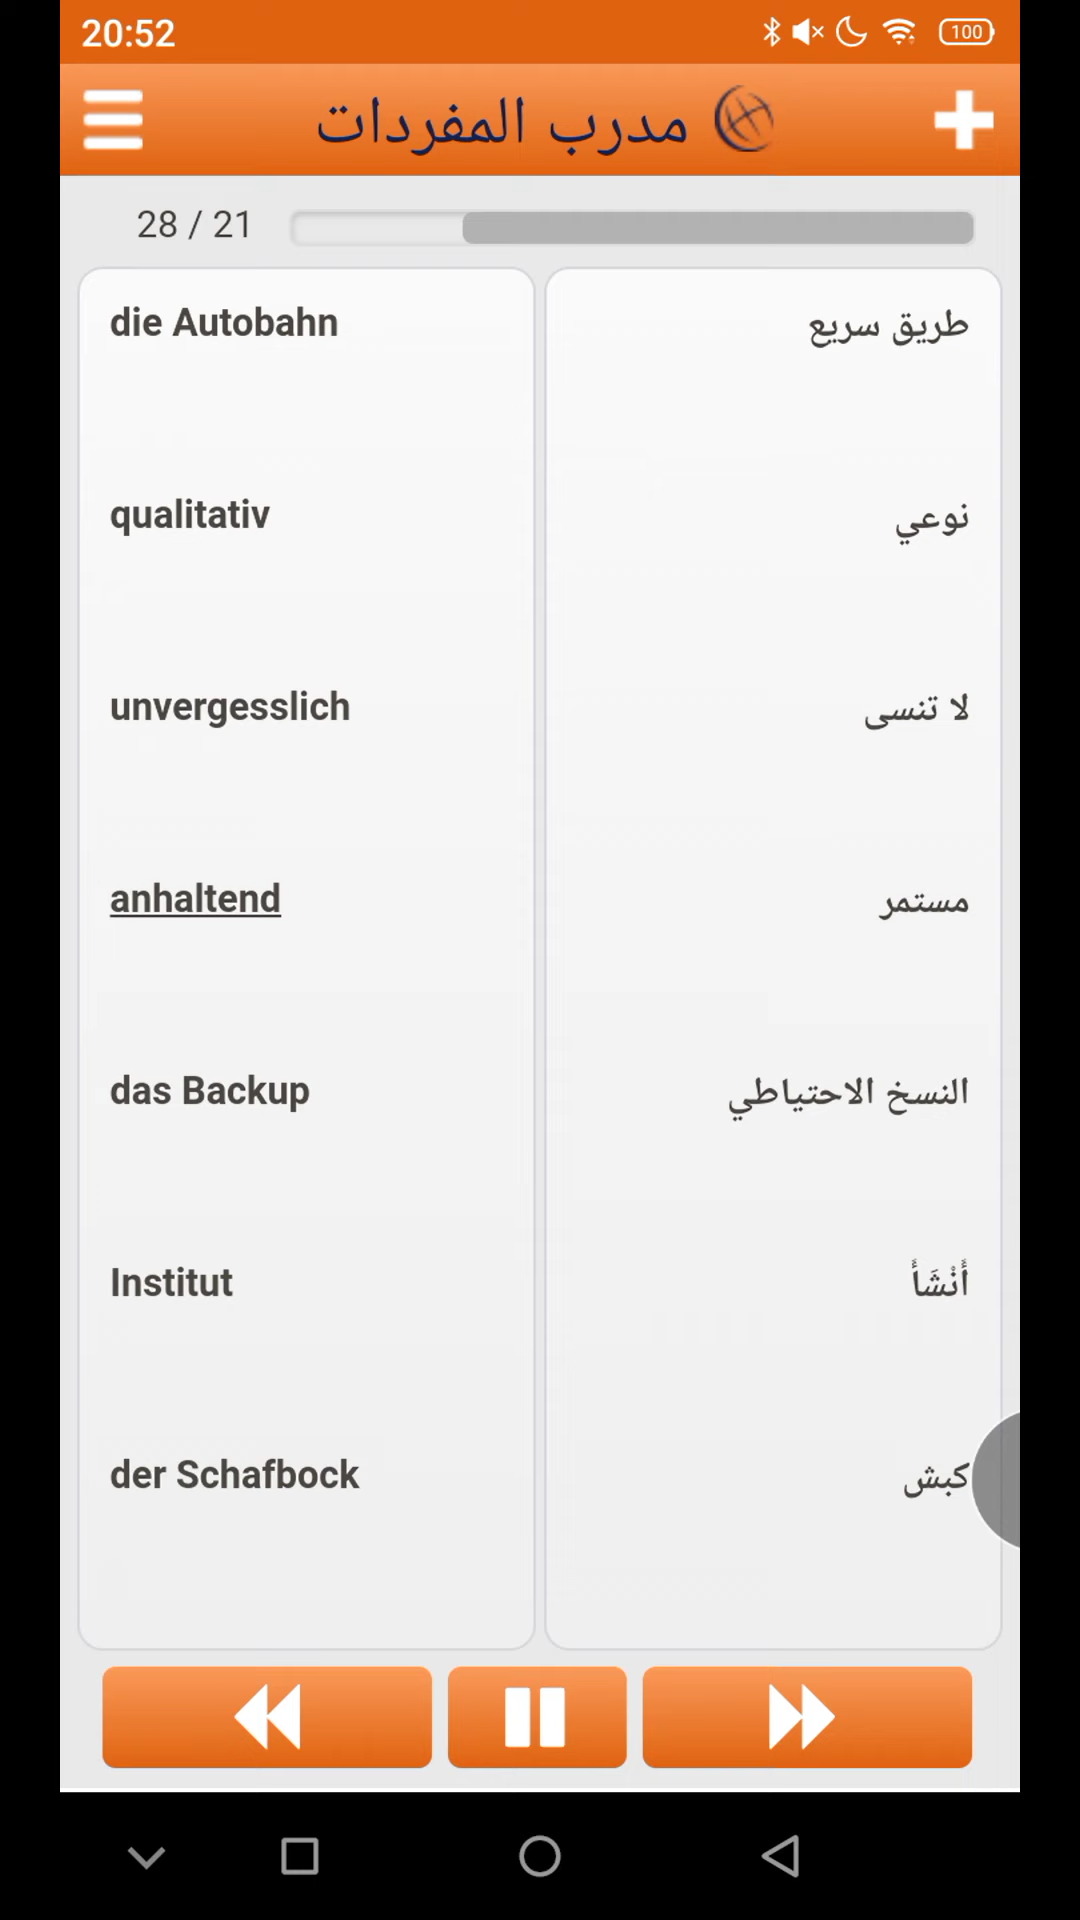 20:52
100
مدرب المفردات
28 / 21
die Autobahn
طريق سريع
qualitativ
نوعي
unvergesslich
لا تنسى
anhaltend
مستمر
das Backup
النسخ الاحتياطي
Institut
أَنْشَأَ
der Schafbock
كبش